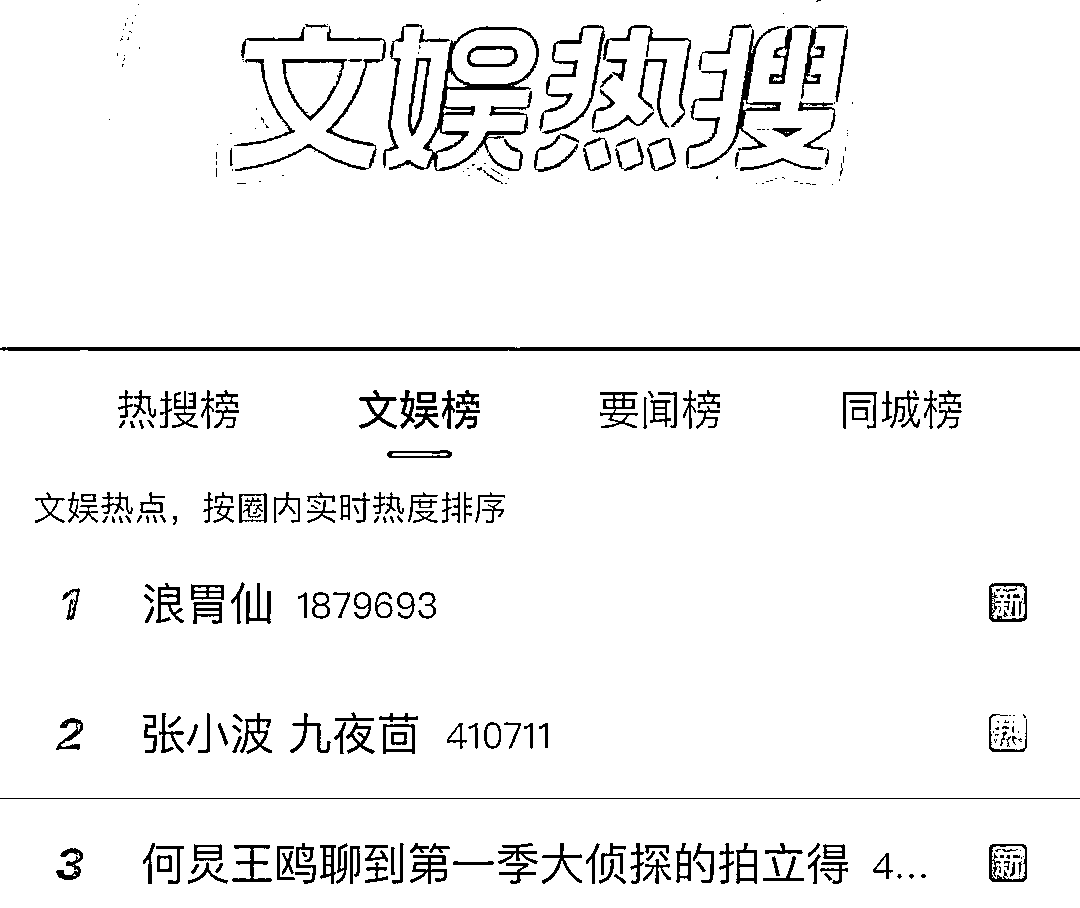 文娱热搜
热搜榜 文娱榜 要闻榜 同城榜
文娱热点，按圈内实时热度排序
1 浪胃仙 1879693 新
2 张小波 九夜茴 410711 热
3 何炅王鸥聊到第一季大侦探的拍立得 4... 新